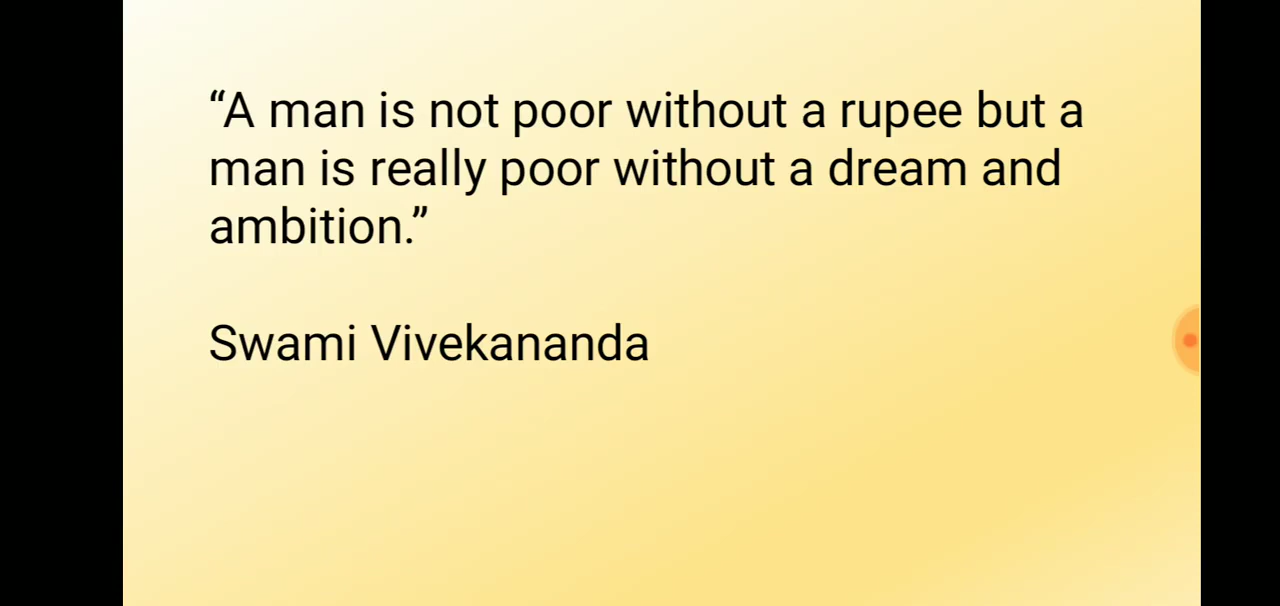 “A man is not poor without a rupee but a
man is really poor without a dream and
ambition.”
Swami Vivekananda